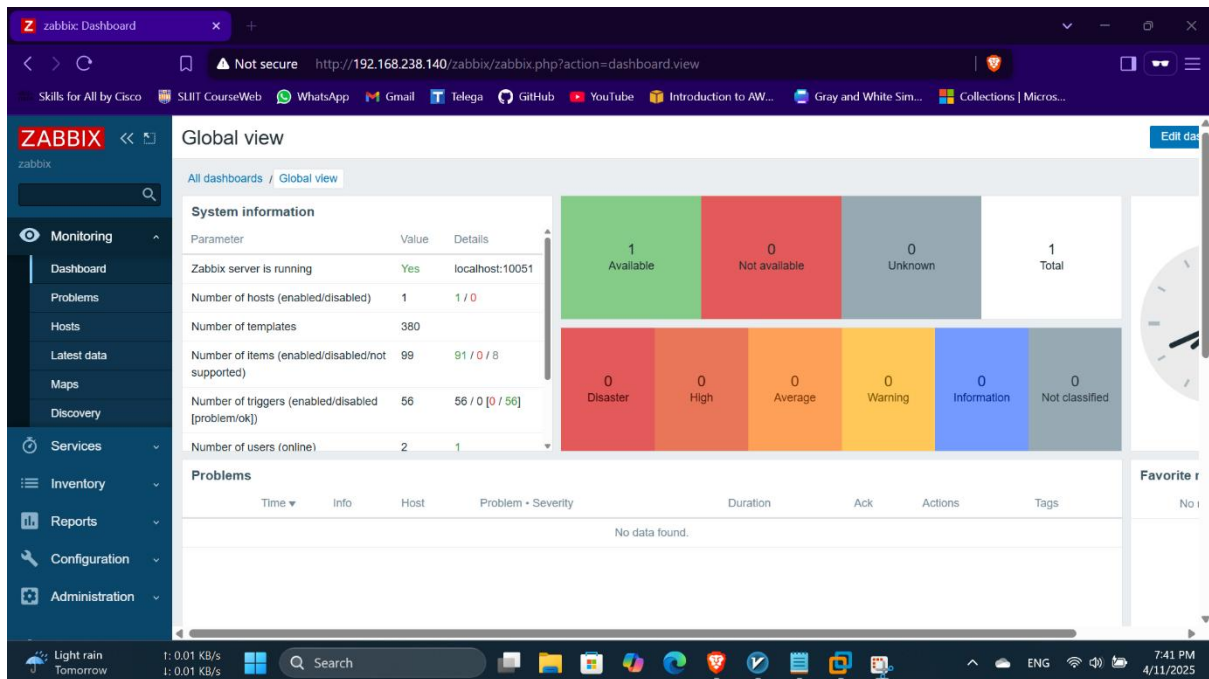 Z zabbix: Dashboard
Not secure http://192.168.238.140/zabbix/zabbix.php?action=dashboard.view
Skills for All by Cisco SLIIT CourseWeb WhatsApp Gmail Telega GitHub YouTube Introduction to AW... Gray and White Sim... Collections | Micros...
ZABBIX
zabbix
Monitoring
Dashboard
Problems
Hosts
Latest data
Maps
Discovery
Services
Inventory
Reports
Configuration
Administration
Global view
Edit das
All dashboards / Global view
System information
Parameter Value Details
Zabbix server is running Yes localhost:10051
Number of hosts (enabled/disabled) 1 1 / 0
Number of templates 380
Number of items (enabled/disabled/not 99 91 / 0 / 8
supported)
Number of triggers (enabled/disabled 56 56 / 0 [0 / 56]
[problem/ok])
Number of users (online) 2 1
1 0 0 1
Available Not available Unknown Total
0 0 0 0 0 0
Disaster High Average Warning Information Not classified
Problems
Time Info Host Problem • Severity Duration Ack Actions Tags
No data found.
Favorite
No
Light rain
Tomorrow
↑: 0.01 KB/s
↓: 0.01 KB/s
Search
ENG
7:41 PM
4/11/2025